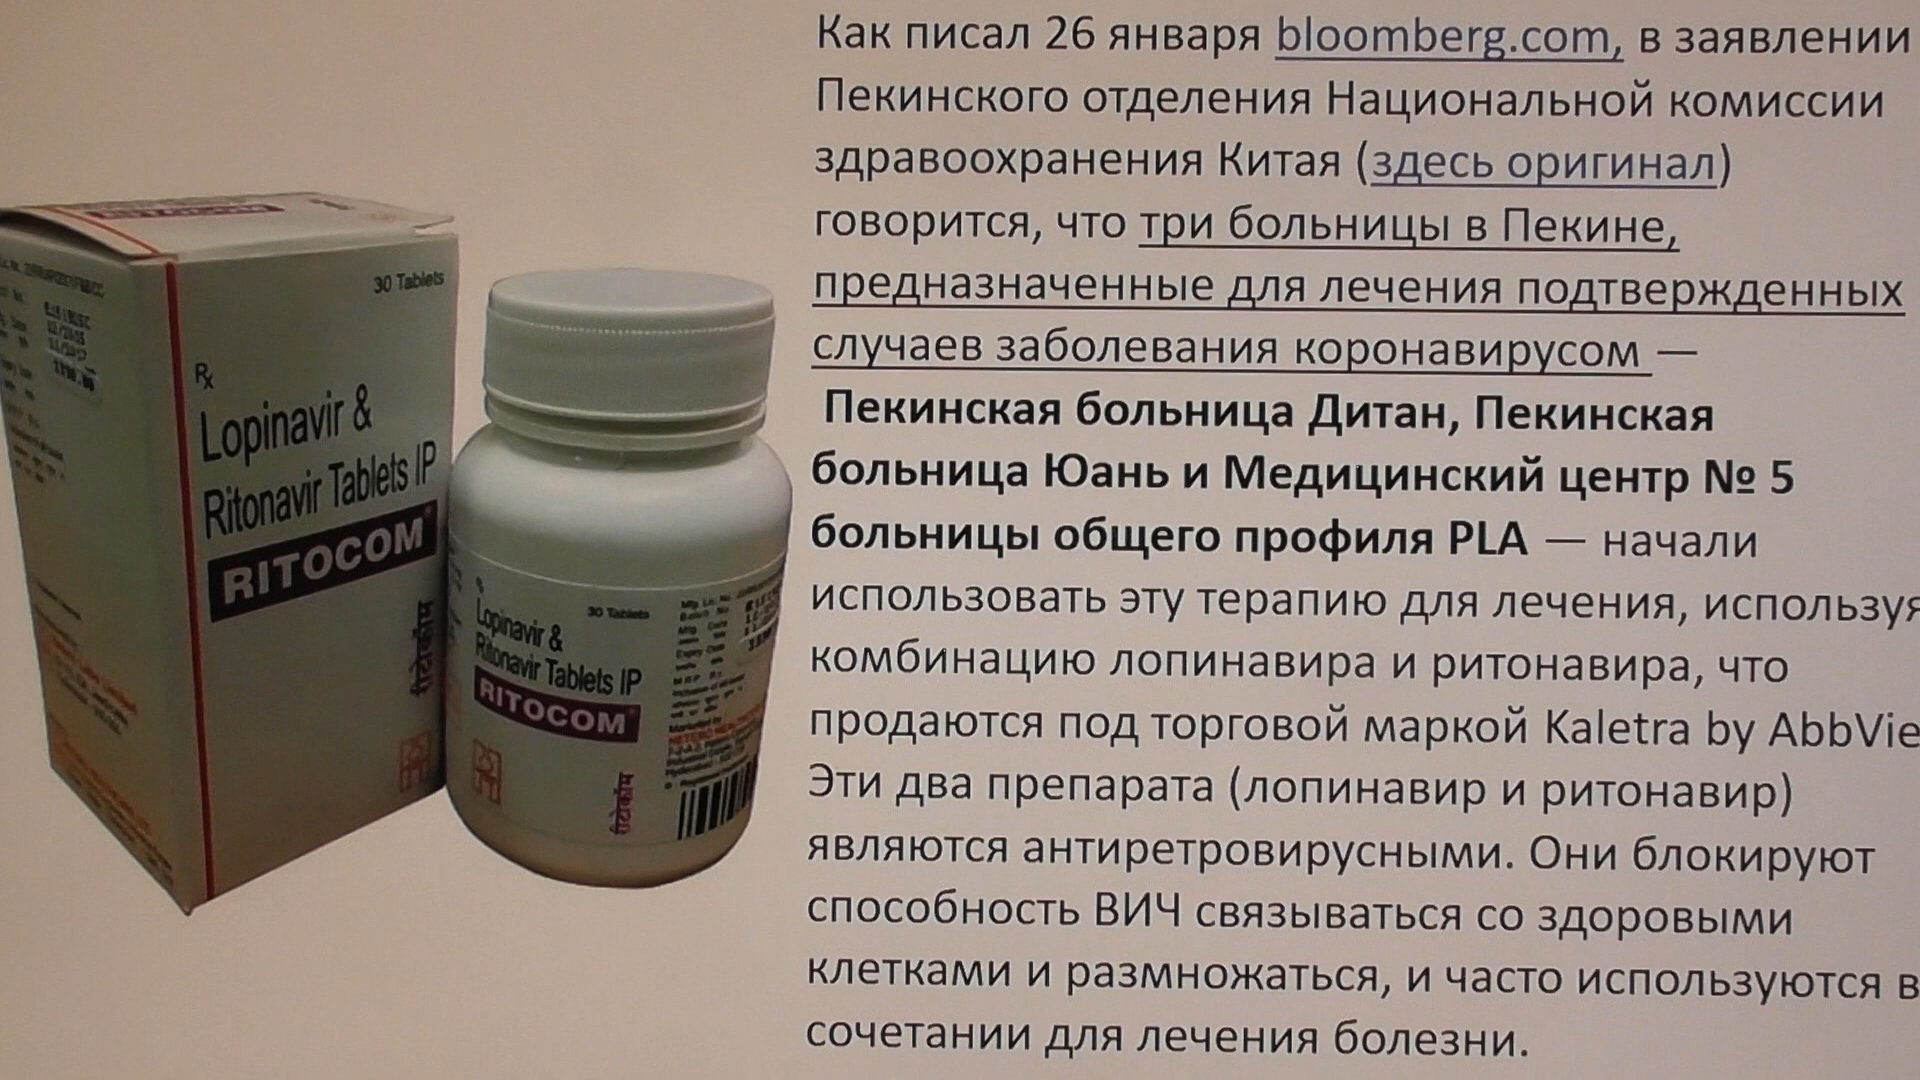 30 Tablets
Rx
Lopinavir &
Ritonavir Tablets IP
RITOCOM
रीटोकॉम
30 Tablets
Lopinavir &
Ritonavir Tablets IP
RITOCOM
रीटोकॉम
Как писал 26 января bloomberg.com, в заявлении
Пекинского отделения Национальной комиссии
здравоохранения Китая (здесь оригинал)
говорится, что три больницы в Пекине,
предназначенные для лечения подтвержденных
случаев заболевания коронавирусом —
Пекинская больница Дитан, Пекинская
больница Юань и Медицинский центр № 5
больницы общего профиля PLA — начали
использовать эту терапию для лечения, используя
комбинацию лопинавира и ритонавира, что
продаются под торговой маркой Kaletra by AbbVie
Эти два препарата (лопинавир и ритонавир)
являются антиретровирусными. Они блокируют
способность ВИЧ связываться со здоровыми
клетками и размножаться, и часто используются в
сочетании для лечения болезни.